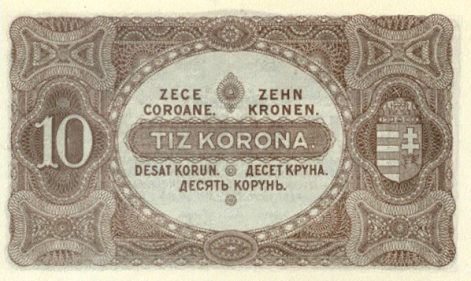 ZECE ZEHN
COROANE. KRONEN.
10
TIZ KORONA.
DESAT KORUN. ДЕСЕТ КРУНА.
ДЕСЯТЬ КОРУНЬ.